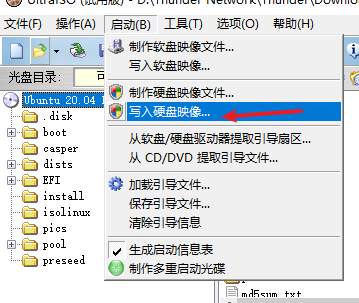 UltraISO (试用版) - D:\Thunder Network\Thunder\Downlo
文件(F) 操作(A) 启动(B) 工具(T) 选项(O) 帮助(H)
制作软盘映像文件...
写入软盘映像...
光盘目录: 可
制作硬盘映像文件...
Ubuntu 20.04
写入硬盘映像...
.disk
boot
从软盘/硬盘驱动器提取引导扇区...
casper
从 CD/DVD 提取引导文件...
dists
EFI
加载引导文件...
install
保存引导文件...
isolinux
清除引导信息
pics
pool
生成启动信息表
preseed
制作多重启动光碟
md5sum.txt